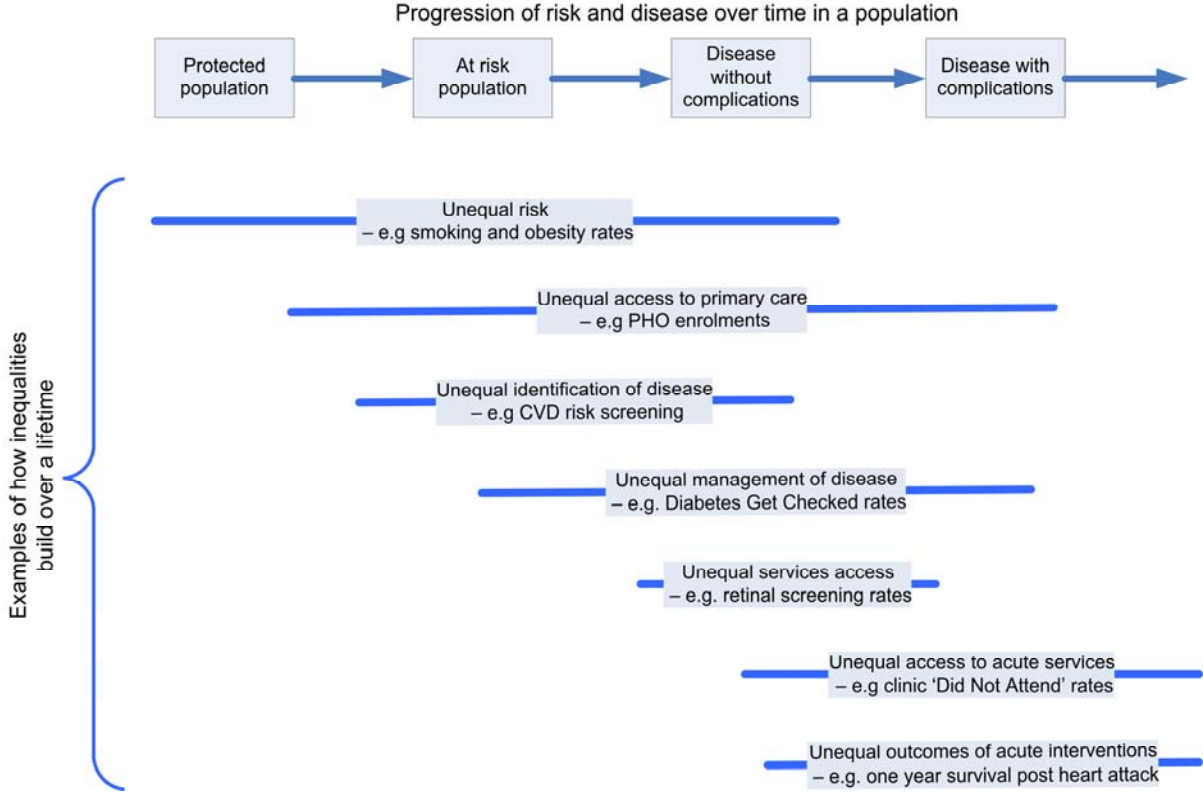 Progression of risk and disease over time in a population
Protected
population
At risk
population
Disease
without
complications
Disease with
complications
Examples of how inequalities
build over a lifetime
Unequal risk
– e.g smoking and obesity rates
Unequal access to primary care
– e.g PHO enrolments
Unequal identification of disease
– e.g CVD risk screening
Unequal management of disease
– e.g. Diabetes Get Checked rates
Unequal services access
– e.g. retinal screening rates
Unequal access to acute services
– e.g clinic ‘Did Not Attend’ rates
Unequal outcomes of acute interventions
– e.g. one year survival post heart attack